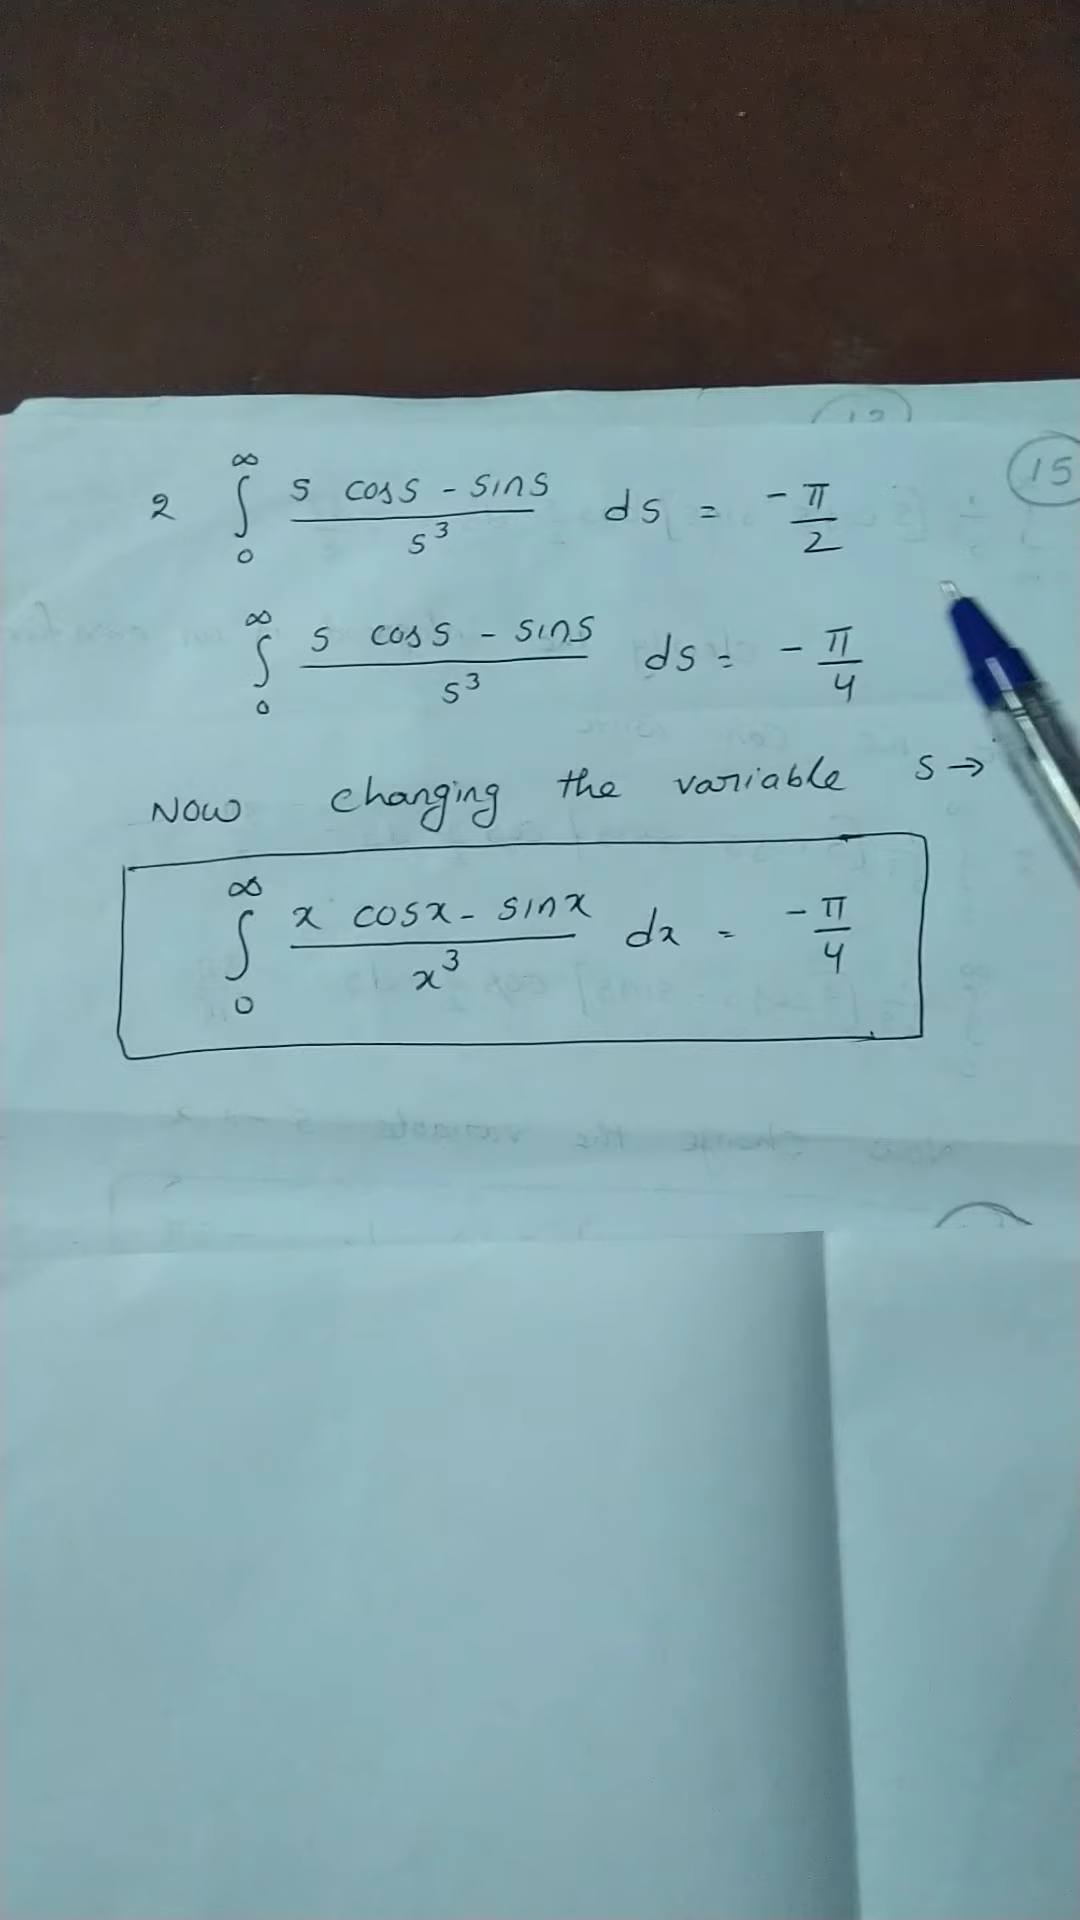 15
2 ∫₀^∞ (s cos s - sin s)/s³ ds = -π/2
∫₀^∞ (s cos s - sin s)/s³ ds = -π/4
Now changing the variable s →
∫₀^∞ (x cos x - sin x)/x³ dx = -π/4